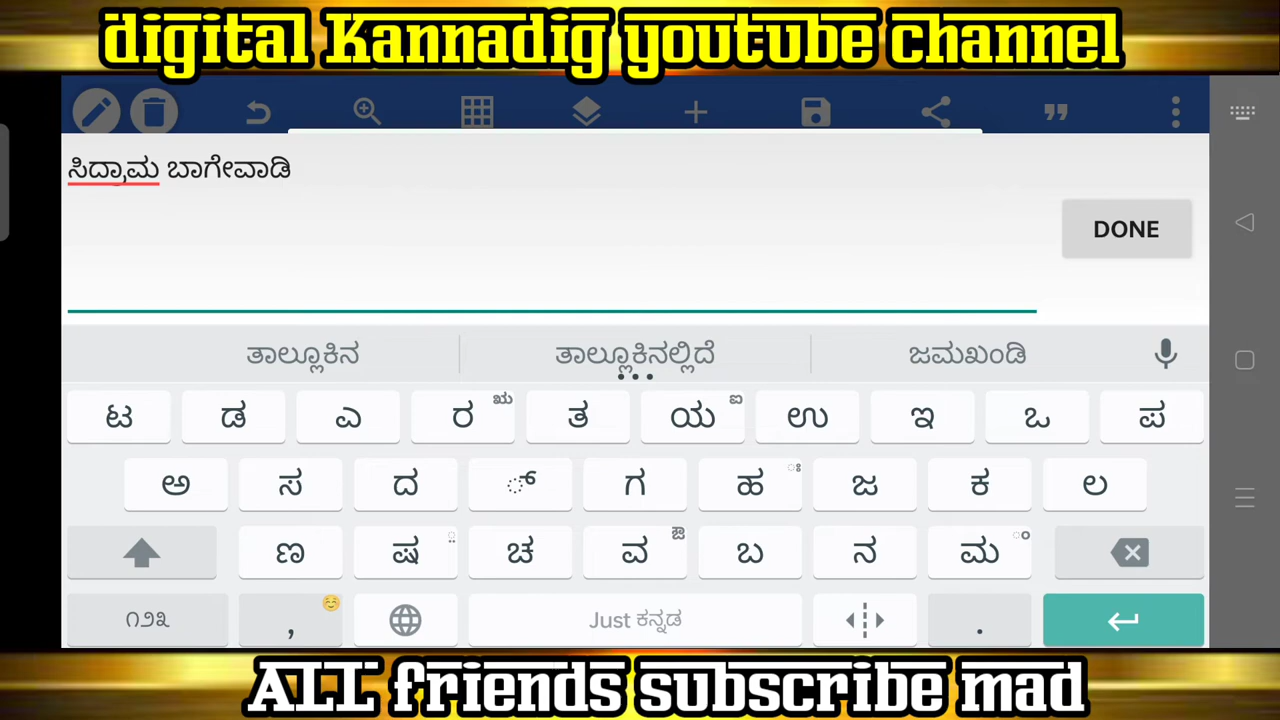 digital Kannadig youtube channel
ಸಿದ್ರಾಮ ಬಾಗೇವಾಡಿ
DONE
ತಾಲ್ಲೂಕಿನ ತಾಲ್ಲೂಕಿನಲ್ಲಿದೆ ಜಮಖಂಡಿ
ಟ ಡ ಎ ರ ಋ ತ ಯ ಐ ಉ ಇ ಒ ಪ
ಅ ಸ ದ ್ ಗ ಹ ಃ ಜ ಕ ಲ
ಣ ಷ ಚ ವ ಔ ಬ ನ ಮ ಂ
೧೨೩ , Just ಕನ್ನಡ .
ALL friends subscribe mad